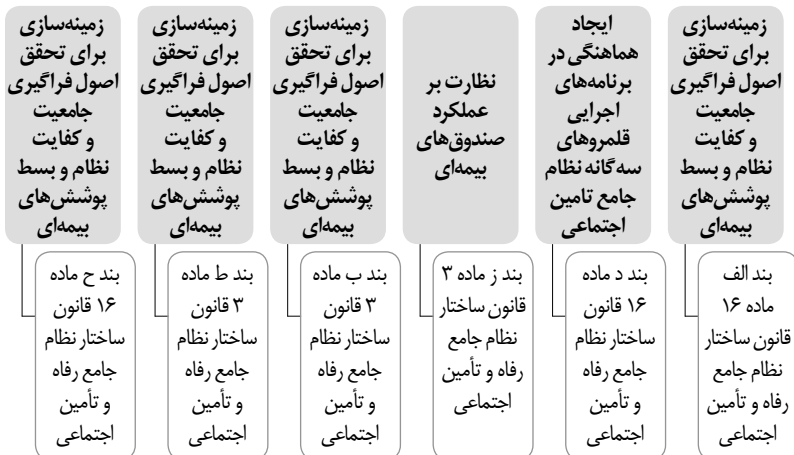 زمینه‌سازی
برای تحقق
اصول فراگیری
جامعیت
و کفایت
نظام و بسط
پوشش‌های
بیمه‌ای
بند الف
ماده ۱۶
قانون ساختار
نظام جامع
رفاه و تأمین
اجتماعی
ایجاد
هماهنگی در
برنامه‌های
اجرایی
قلمروهای
سه‌گانه نظام
جامع تامین
اجتماعی
بند د ماده
۱۶ قانون
ساختار نظام
جامع رفاه
و تأمین
اجتماعی
نظارت بر
عملکرد
صندوق‌های
بیمه‌ای
بند ز ماده ۳
قانون ساختار
نظام جامع
رفاه و تأمین
اجتماعی
زمینه‌سازی
برای تحقق
اصول فراگیری
جامعیت
و کفایت
نظام و بسط
پوشش‌های
بیمه‌ای
بند ب ماده
۳ قانون
ساختار نظام
جامع رفاه
و تأمین
اجتماعی
زمینه‌سازی
برای تحقق
اصول فراگیری
جامعیت
و کفایت
نظام و بسط
پوشش‌های
بیمه‌ای
بند ط ماده
۳ قانون
ساختار نظام
جامع رفاه
و تأمین
اجتماعی
زمینه‌سازی
برای تحقق
اصول فراگیری
جامعیت
و کفایت
نظام و بسط
پوشش‌های
بیمه‌ای
بند ح ماده
۱۶ قانون
ساختار نظام
جامع رفاه
و تأمین
اجتماعی